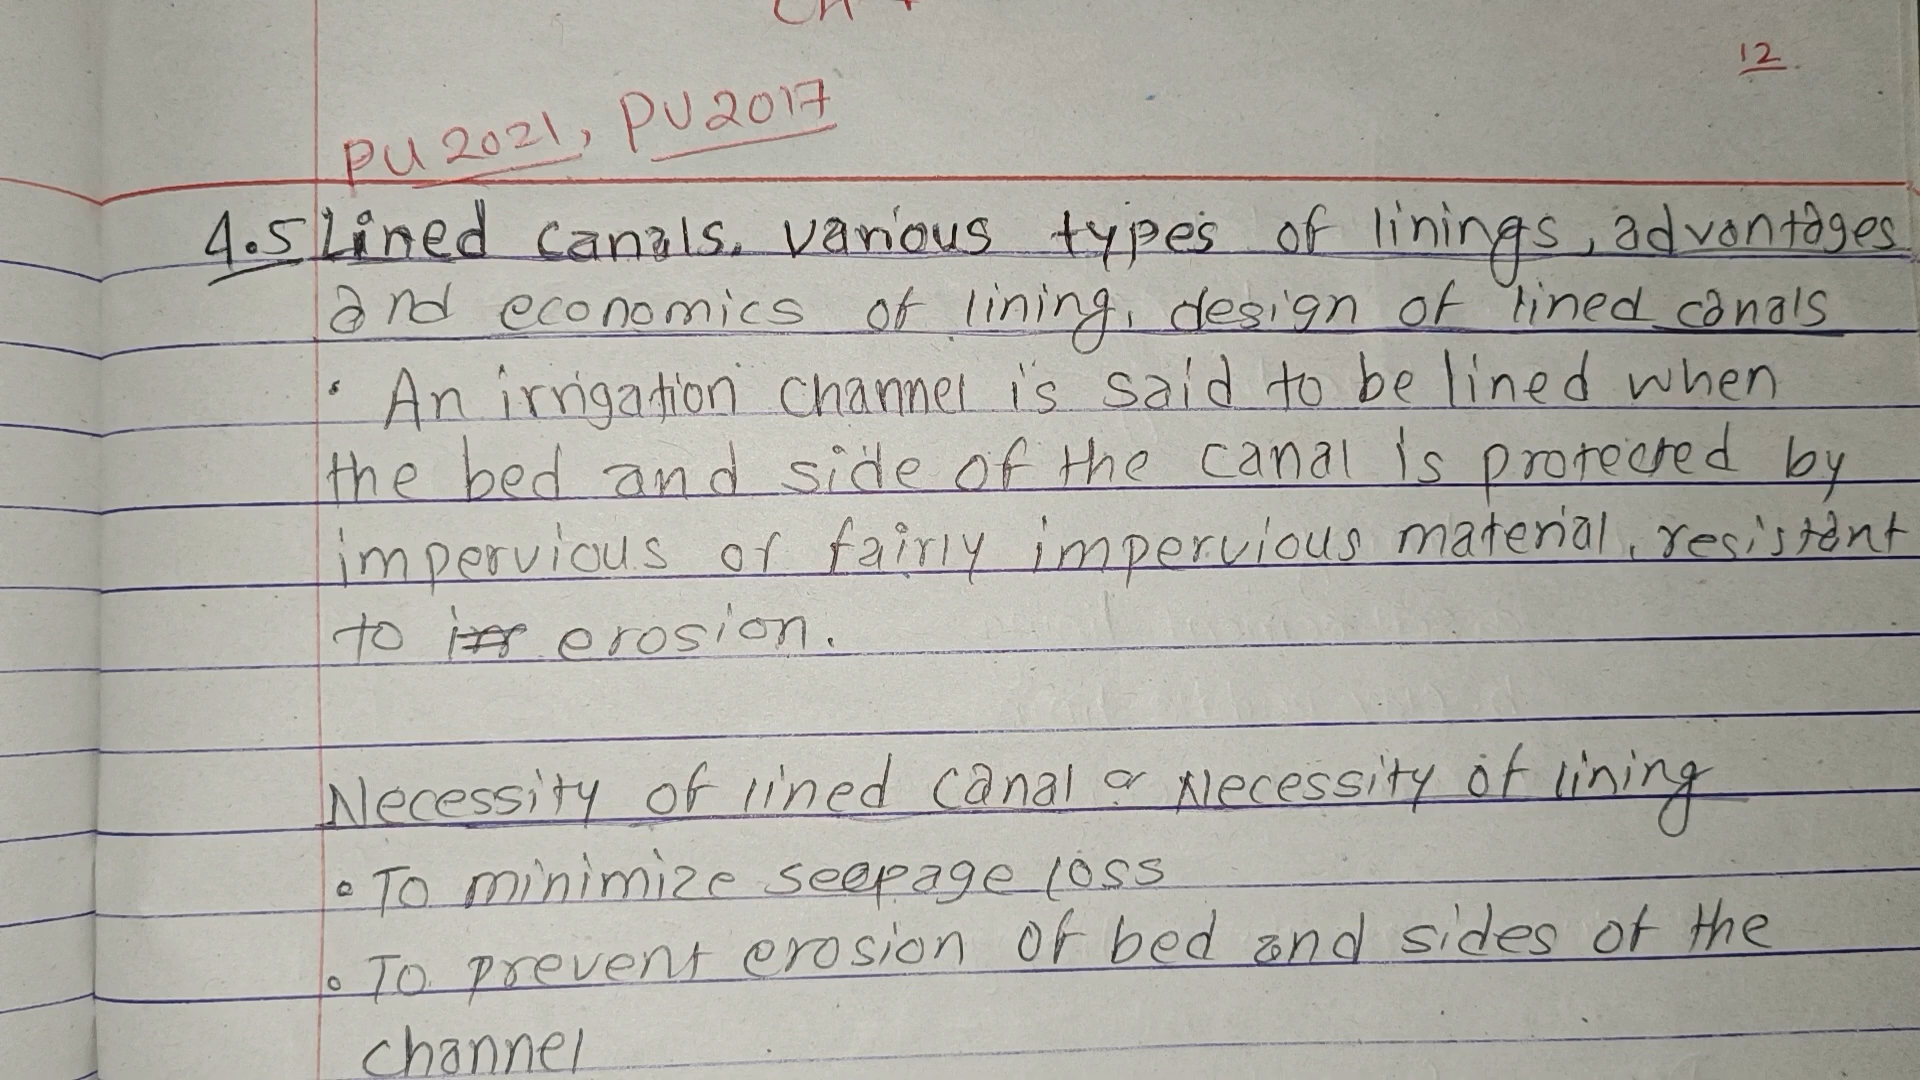 12.
PU 2021, PU 2017
4.5 Lined canals, various types of linings, advantages
and economics of lining, design of lined canals
• An irrigation channel is said to be lined when
the bed and side of the canal is protected by
impervious or fairly impervious material, resistant
to erosion.
Necessity of lined canal or Necessity of lining
• To minimize seepage loss
• To prevent erosion of bed and sides of the
channel